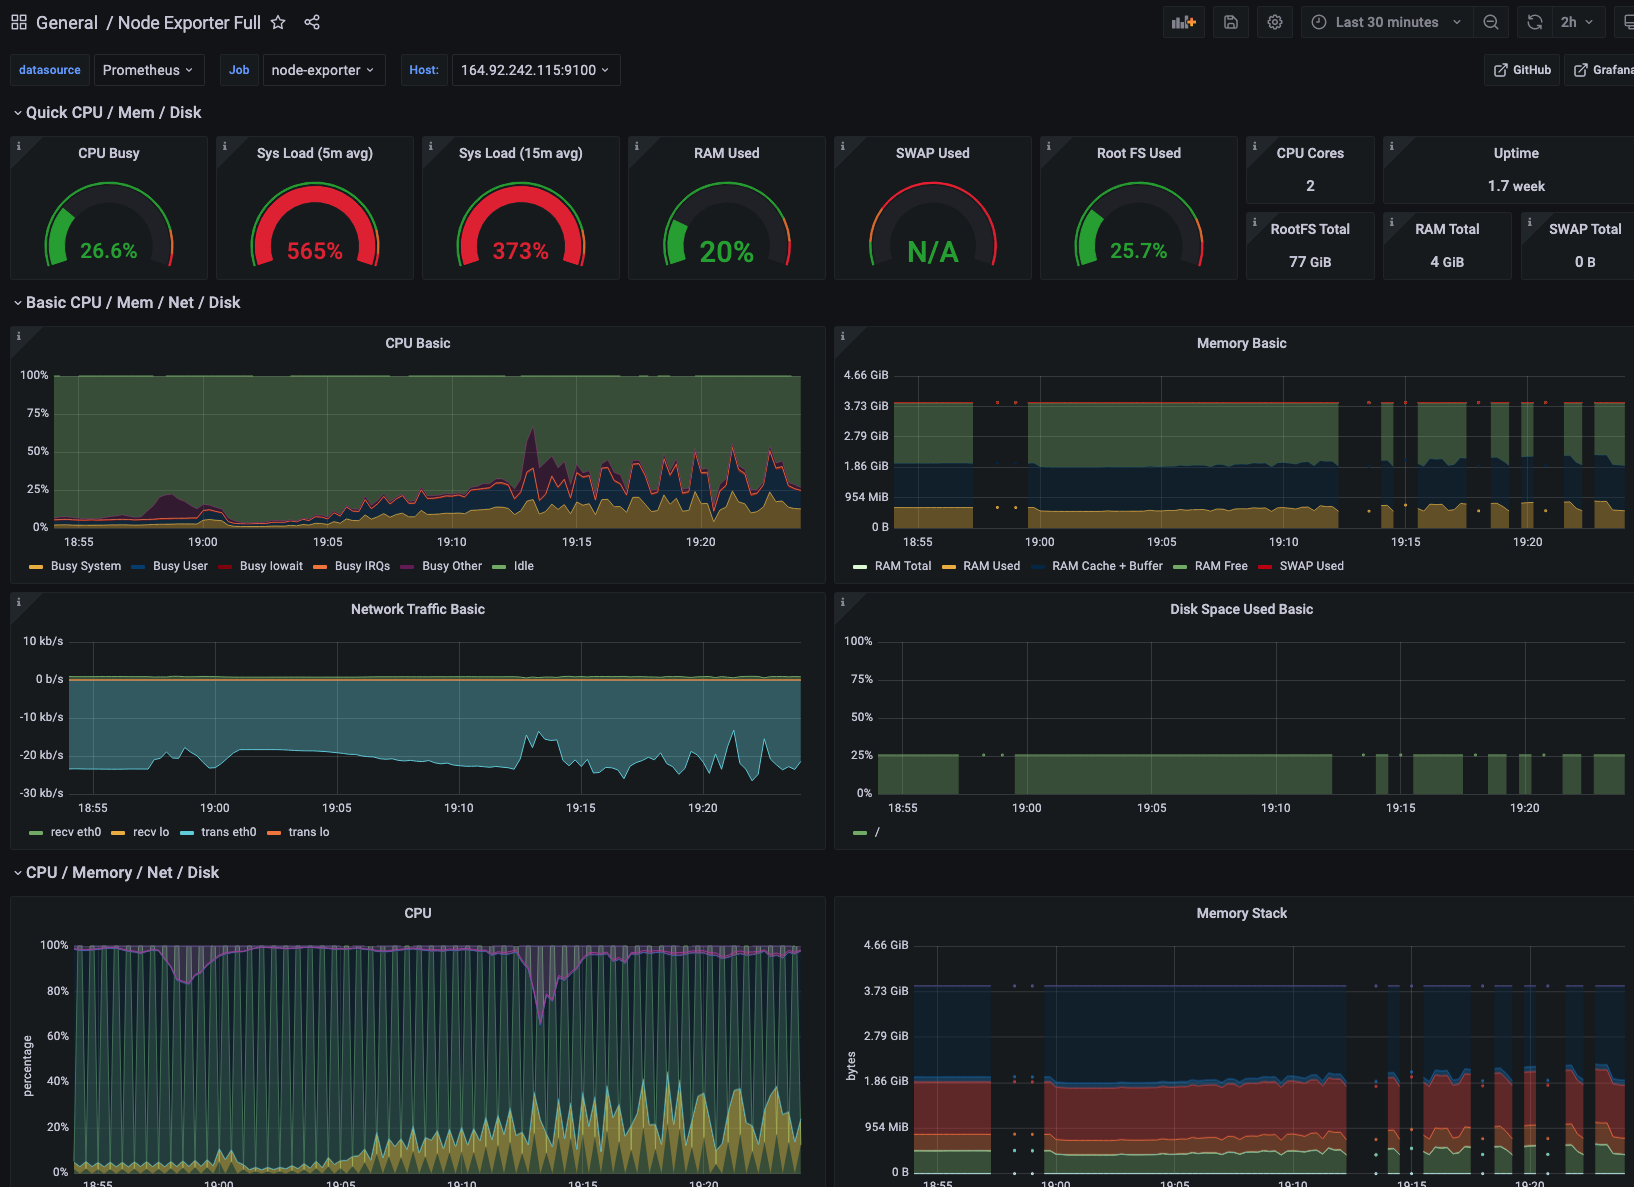 General / Node Exporter Full
Last 30 minutes
2h
datasource Prometheus Job node-exporter Host: 164.92.242.115:9100
GitHub
Grafana
Quick CPU / Mem / Disk
CPU Busy
26.6%
Sys Load (5m avg)
565%
Sys Load (15m avg)
373%
RAM Used
20%
SWAP Used
N/A
Root FS Used
25.7%
CPU Cores
2
Uptime
1.7 week
RootFS Total
77 GiB
RAM Total
4 GiB
SWAP Total
0 B
Basic CPU / Mem / Net / Disk
CPU Basic
100%
75%
50%
25%
0%
18:55 19:00 19:05 19:10 19:15 19:20
Busy System Busy User Busy Iowait Busy IRQs Busy Other Idle
Memory Basic
4.66 GiB
3.73 GiB
2.79 GiB
1.86 GiB
954 MiB
0 B
18:55 19:00 19:05 19:10 19:15 19:20
RAM Total RAM Used RAM Cache + Buffer RAM Free SWAP Used
Network Traffic Basic
10 kb/s
0 b/s
-10 kb/s
-20 kb/s
-30 kb/s
18:55 19:00 19:05 19:10 19:15 19:20
recv eth0 recv lo trans eth0 trans lo
Disk Space Used Basic
100%
75%
50%
25%
0%
18:55 19:00 19:05 19:10 19:15 19:20
/
CPU / Memory / Net / Disk
CPU
percentage
100%
80%
60%
40%
20%
0%
18:55 19:00 19:05 19:10 19:15 19:20
Memory Stack
bytes
4.66 GiB
3.73 GiB
2.79 GiB
1.86 GiB
954 MiB
0 B
18:55 19:00 19:05 19:10 19:15 19:20